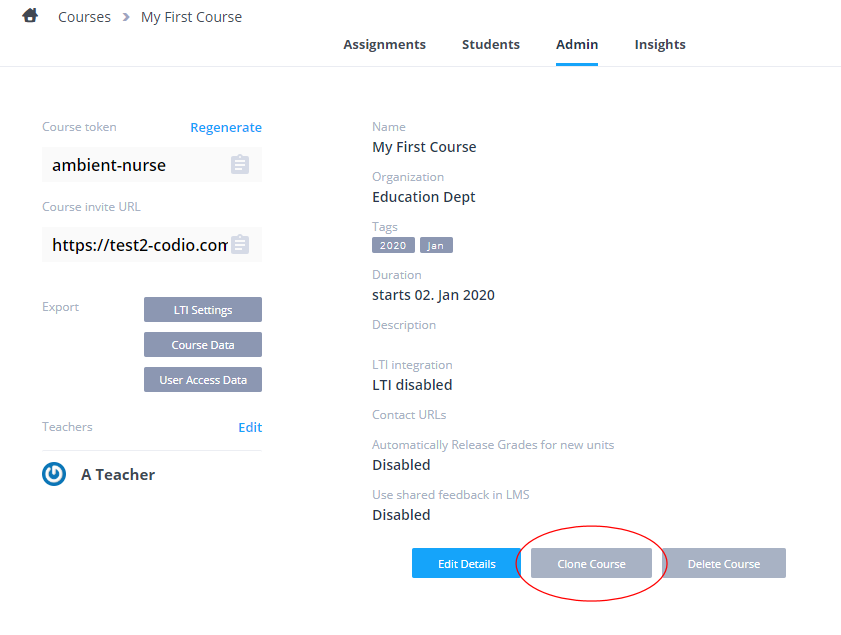 Courses > My First Course
Assignments Students Admin Insights
Course token Regenerate
ambient-nurse
Course invite URL
https://test2-codio.com
Export LTI Settings
Course Data
User Access Data
Teachers Edit
A Teacher
Name
My First Course
Organization
Education Dept
Tags
2020 Jan
Duration
starts 02. Jan 2020
Description
LTI integration
LTI disabled
Contact URLs
Automatically Release Grades for new units
Disabled
Use shared feedback in LMS
Disabled
Edit Details Clone Course Delete Course